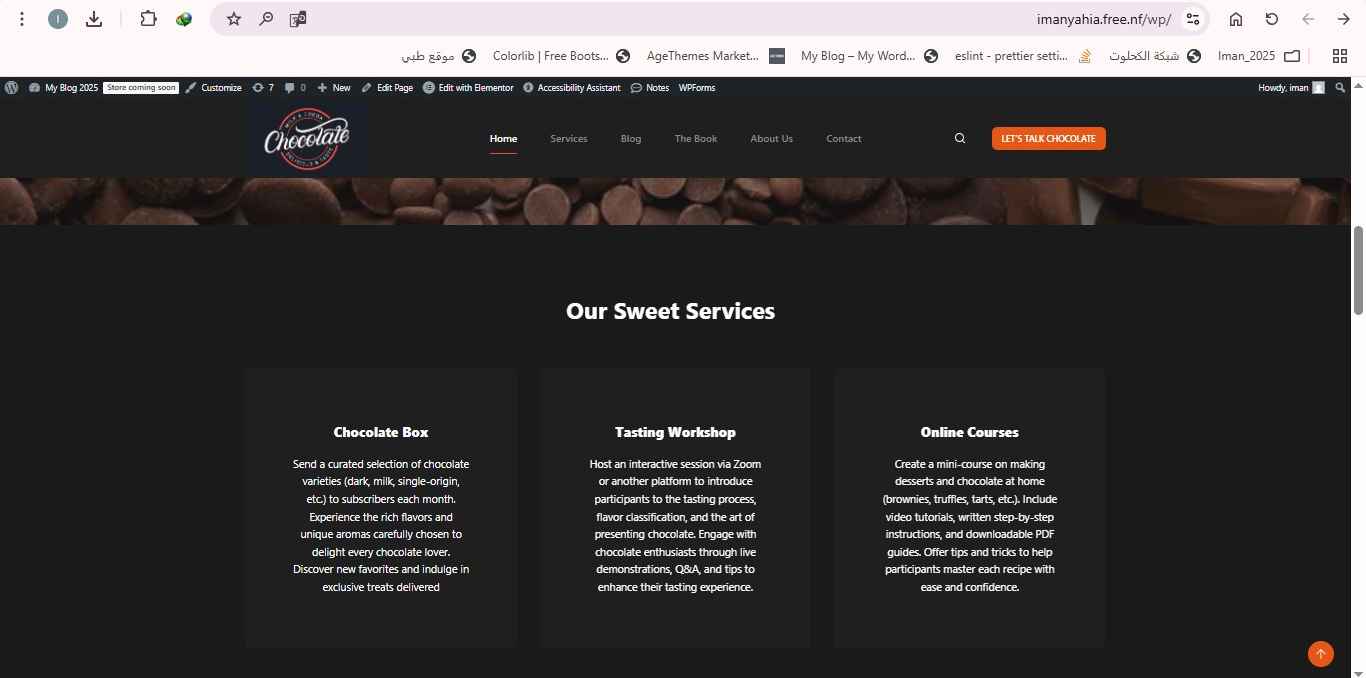 I
imanyahia.free.nf/wp/
موقع طبي
Colorlib | Free Boots...
AgeThemes Market...
My Blog – My Wor...
eslint - prettier setti...
شبكة الكحلوت
Iman_2025
My Blog 2025 Store coming soon Customize 7 0 New Edit Page Edit with Elementor Accessibility Assistant Notes WPForms Howdy, iman
MILK & COCOA
Chocolate
DELICIOUS & TASTE
Home Services Blog The Book About Us Contact LET'S TALK CHOCOLATE
Our Sweet Services
Chocolate Box
Send a curated selection of chocolate
varieties (dark, milk, single-origin,
etc.) to subscribers each month.
Experience the rich flavors and
unique aromas carefully chosen to
delight every chocolate lover.
Discover new favorites and indulge in
exclusive treats delivered
Tasting Workshop
Host an interactive session via Zoom
or another platform to introduce
participants to the tasting process,
flavor classification, and the art of
presenting chocolate. Engage with
chocolate enthusiasts through live
demonstrations, Q&A, and tips to
enhance their tasting experience.
Online Courses
Create a mini-course on making
desserts and chocolate at home
(brownies, truffles, tarts, etc.). Include
video tutorials, written step-by-step
instructions, and downloadable PDF
guides. Offer tips and tricks to help
participants master each recipe with
ease and confidence.